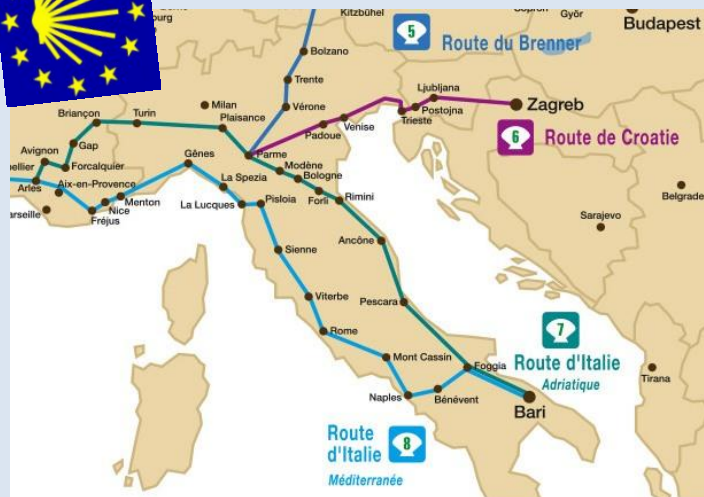 Kitzbühel
Győr
Budapest
5
Route du Brenner
Bolzano
Trente
Vérone
Milan
Plaisance
Turin
Briançon
Gap
Avignon
Forcalquier
Arles
Aix-en-Provence
Fréjus
Nice
Menton
Gênes
La Spezia
La Lucques
Pisloia
Parme
Modène
Bologne
Forli
Rimini
Padoue
Venise
Trieste
Postojna
Ljubljana
Zagreb
6
Route de Croatie
Belgrade
Sarajevo
Ancône
Sienne
Viterbe
Pescara
Rome
7
Route d'Italie
Adriatique
Mont Cassin
Foggia
Tirana
Naples
Bénévent
Bari
Route
d'Italie
8
Méditerranée